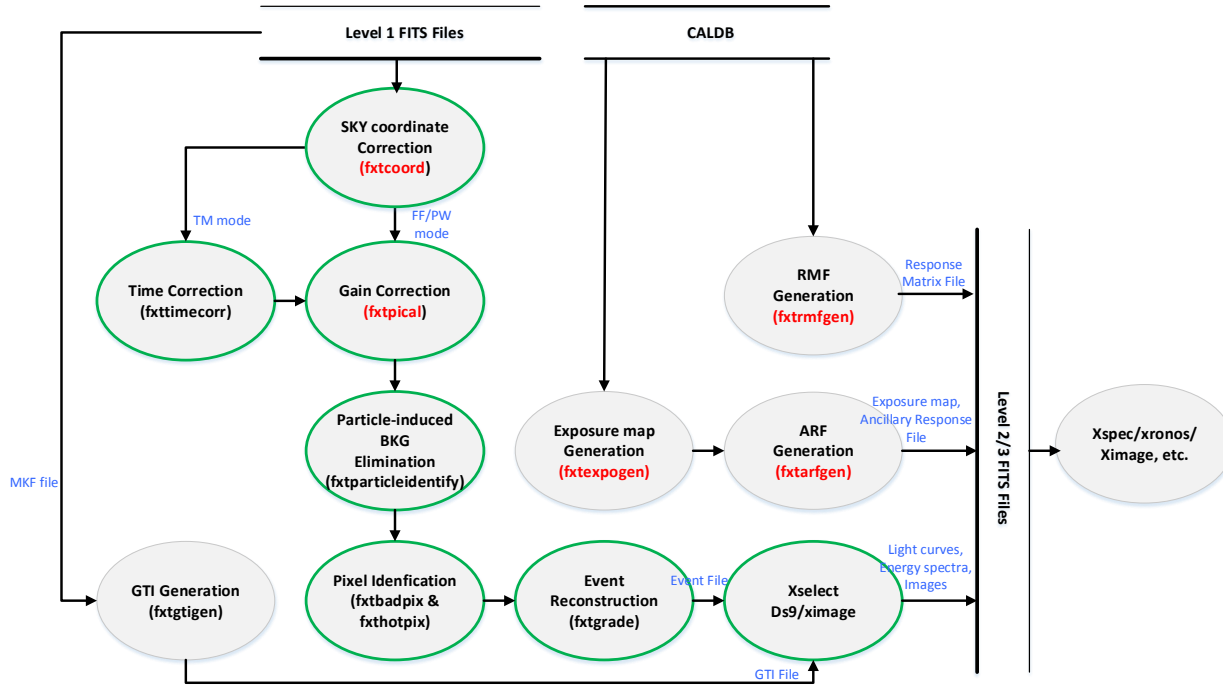 Level 1 FITS Files
CALDB
SKY coordinate
Correction
(fxtcoord)
TM mode
FF/PW
mode
Time Correction
(fxttimecorr)
Gain Correction
(fxtpical)
RMF
Generation
(fxtrmfgen)
Response
Matrix File
Particle-induced
BKG
Elimination
(fxtparticleidentify)
Exposure map
Generation
(fxtexpogen)
ARF
Generation
(fxtarfgen)
Exposure map,
Ancillary Response
File
Level 2/3 FITS Files
Xspec/xronos/
Ximage, etc.
MKF file
GTI Generation
(fxtgtigen)
Pixel Idenfication
(fxtbadpix &
fxthotpix)
Event
Reconstruction
(fxtgrade)
Event File
Xselect
Ds9/ximage
Light curves,
Energy spectra,
Images
GTI File